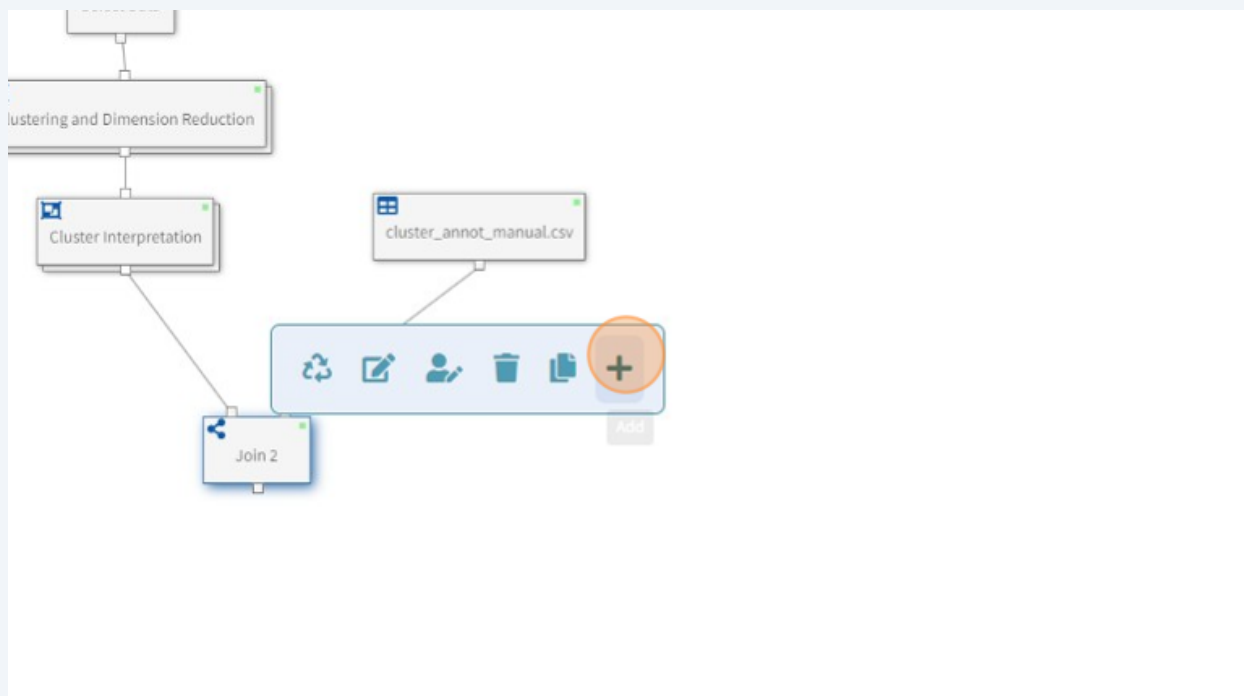 lustering and Dimension Reduction
Cluster Interpretation
cluster_annot_manual.csv
Add
Join 2